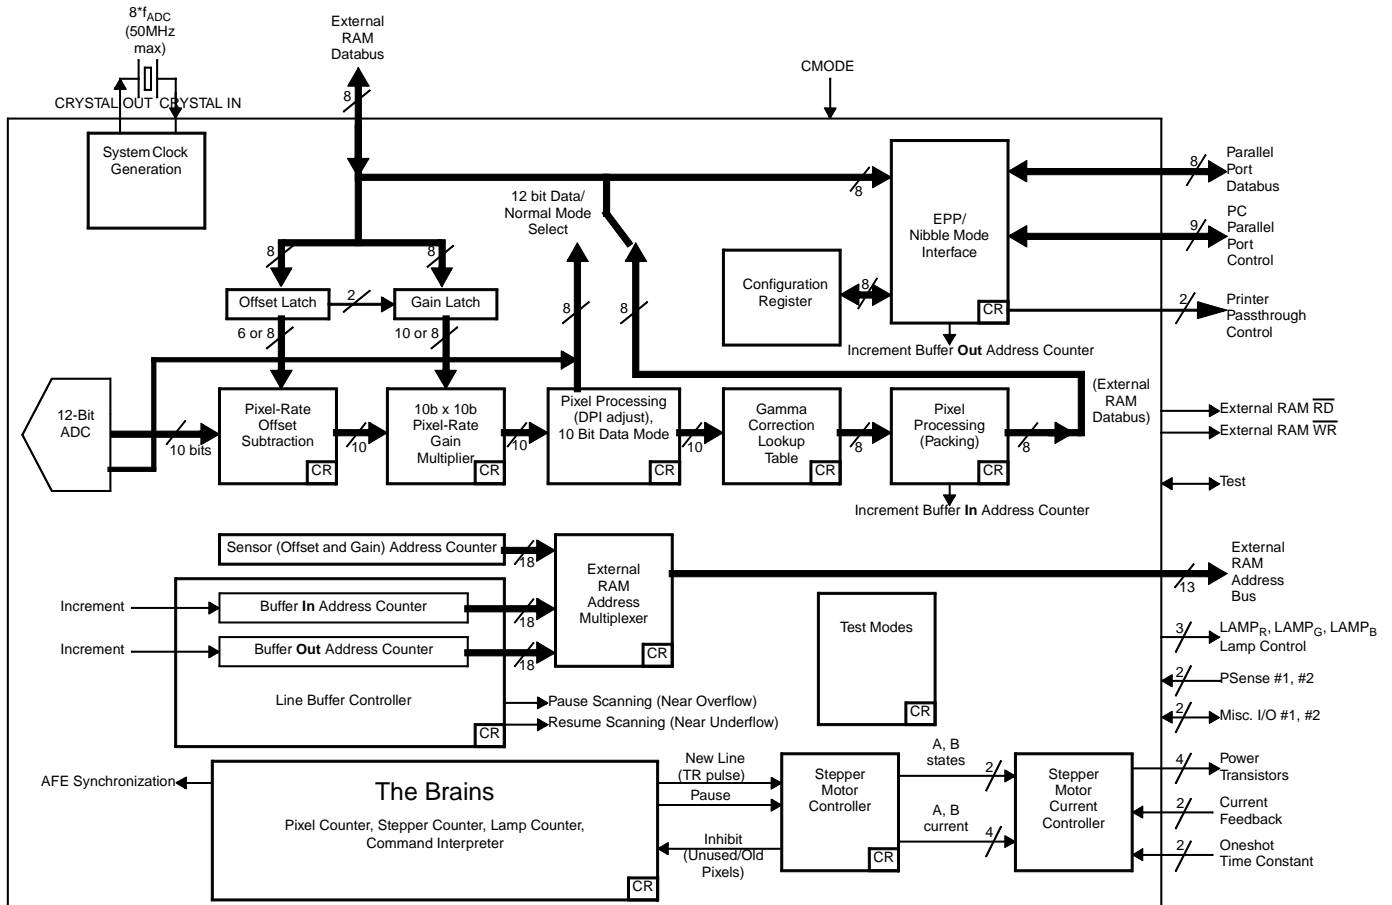 8*fADC
(50MHz
max)
External
RAM
Databus
CMODE
CRYSTAL OUT CRYSTAL IN
8
System Clock
Generation
12 bit Data/
Normal Mode
Select
8
EPP/
Nibble Mode
Interface
CR
8
Parallel
Port
Databus
9
PC
Parallel
Port
Control
2
Printer
Passthrough
Control
Configuration
Register
8
Increment Buffer Out Address Counter
8
8
Offset Latch
2
Gain Latch
6 or 8
10 or 8
8
8
12-Bit
ADC
10 bits
Pixel-Rate
Offset
Subtraction
CR
10
10b x 10b
Pixel-Rate
Gain
Multiplier
CR
10
Pixel Processing
(DPI adjust),
10 Bit Data Mode
CR
10
Gamma
Correction
Lookup
Table
CR
8
Pixel
Processing
(Packing)
CR
8
(External
RAM
Databus)
External RAM RD
External RAM WR
Test
Increment Buffer In Address Counter
Sensor (Offset and Gain) Address Counter
18
Increment
Buffer In Address Counter
18
Increment
Buffer Out Address Counter
18
Line Buffer Controller
CR
Pause Scanning (Near Overflow)
Resume Scanning (Near Underflow)
External
RAM
Address
Multiplexer
CR
13
External
RAM
Address
Bus
Test Modes
CR
3
LAMPR, LAMPG, LAMPB
Lamp Control
2
PSense #1, #2
2
Misc. I/O #1, #2
AFE Synchronization
The Brains
Pixel Counter, Stepper Counter, Lamp Counter,
Command Interpreter
CR
New Line
(TR pulse)
Pause
Inhibit
(Unused/Old
Pixels)
Stepper
Motor
Controller
CR
A, B
states
2
A, B
current
4
Stepper
Motor
Current
Controller
4
Power
Transistors
2
Current
Feedback
2
Oneshot
Time Constant